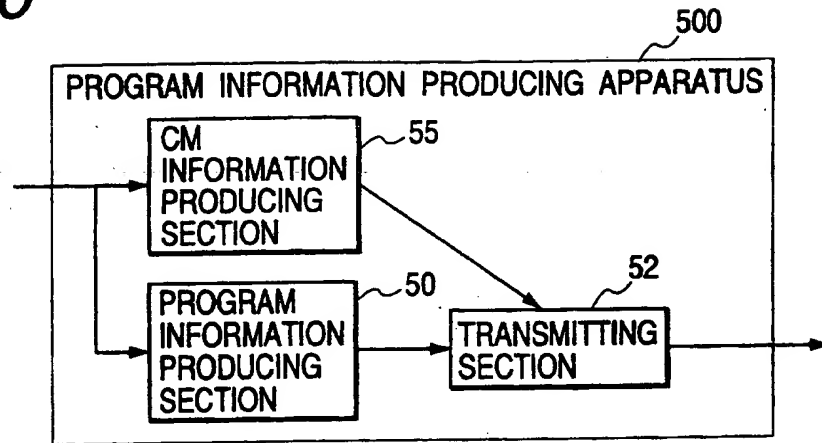 500
PROGRAM INFORMATION PRODUCING APPARATUS
CM
INFORMATION
PRODUCING
SECTION
55
PROGRAM
INFORMATION
PRODUCING
SECTION
50
TRANSMITTING
SECTION
52